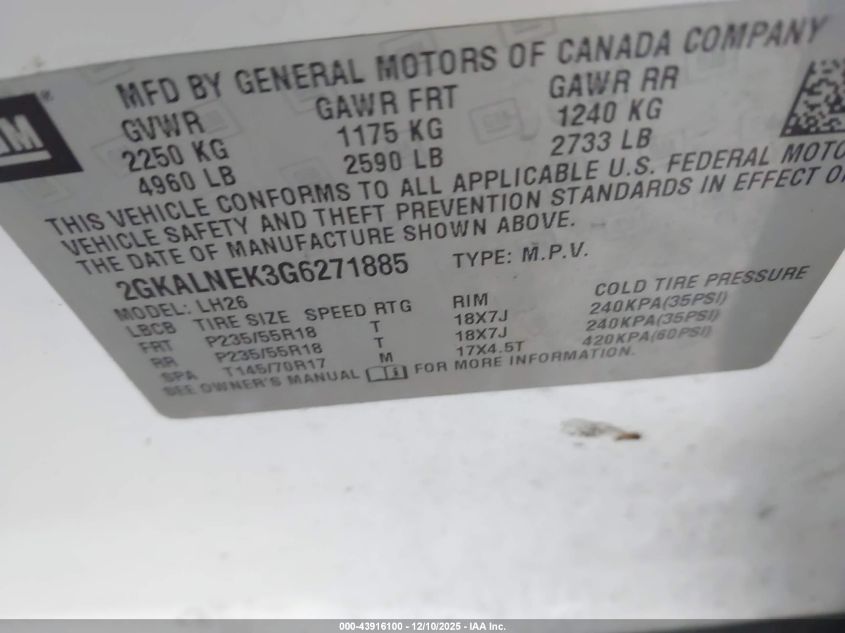 GM®
MFD BY GENERAL MOTORS OF CANADA COMPANY
GVWR GAWR FRT GAWR RR
2250 KG 1175 KG 1240 KG
4960 LB 2590 LB 2733 LB
THIS VEHICLE CONFORMS TO ALL APPLICABLE U.S. FEDERAL MOTO
VEHICLE SAFETY AND THEFT PREVENTION STANDARDS IN EFFECT O
THE DATE OF MANUFACTURE SHOWN ABOVE.
2GKALNEK3G6271885 TYPE: M.P.V.
MODEL: LH26
LBCB TIRE SIZE SPEED RTG RIM COLD TIRE PRESSURE
FRT P235/55R18 T 18X7J 240KPA(35PSI)
RR P235/55R18 T 18X7J 240KPA(35PSI)
SPA T145/70R17 M 17X4.5T 420KPA(60PSI)
SEE OWNER'S MANUAL FOR MORE INFORMATION.
000-43916100 - 12/10/2025 - IAA Inc.